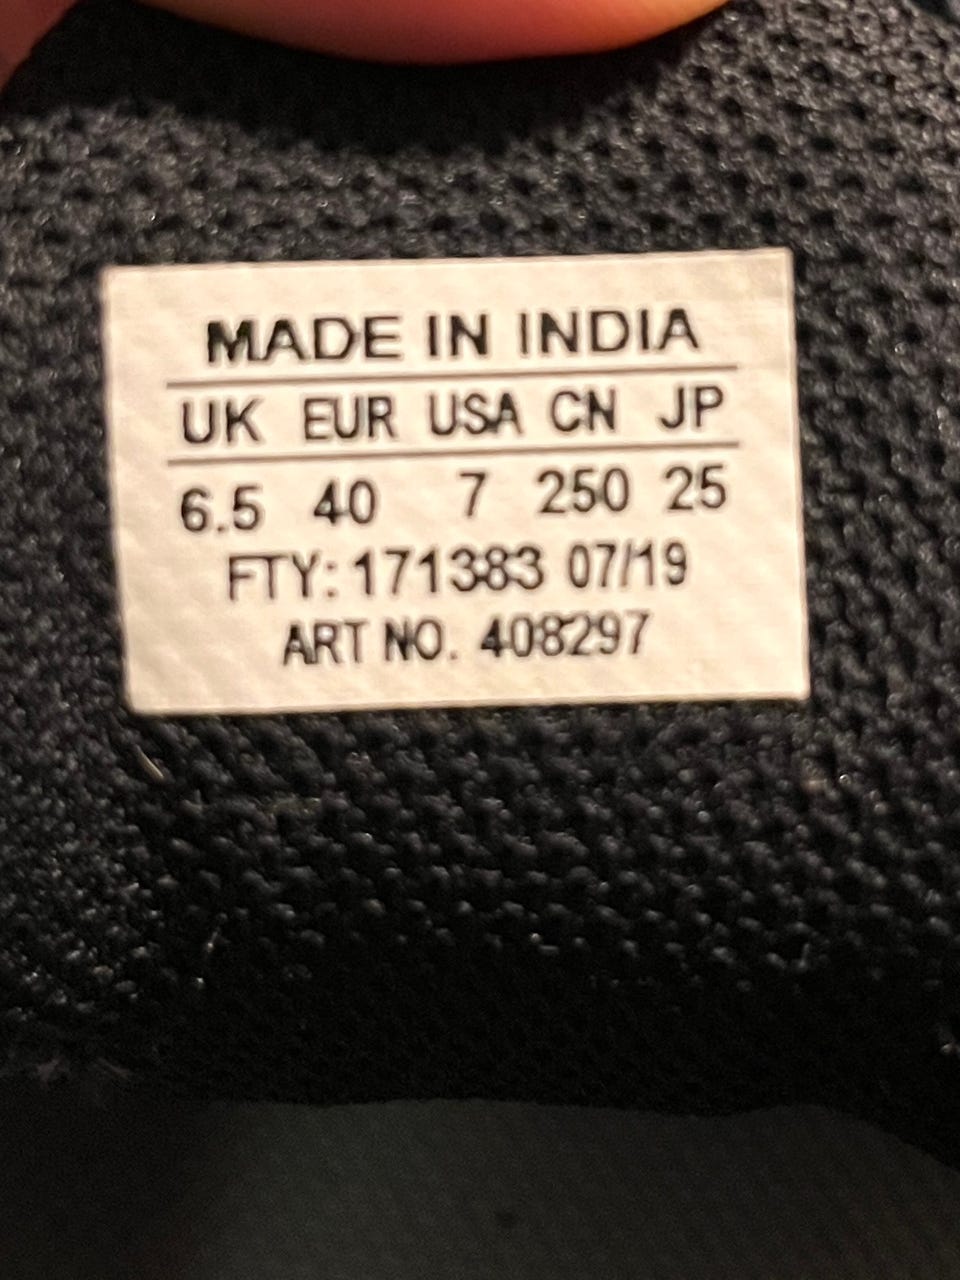 MADE IN INDIA
UK EUR USA CN JP
6.5 40 7 250 25
FTY: 171383 07/19
ART NO. 408297